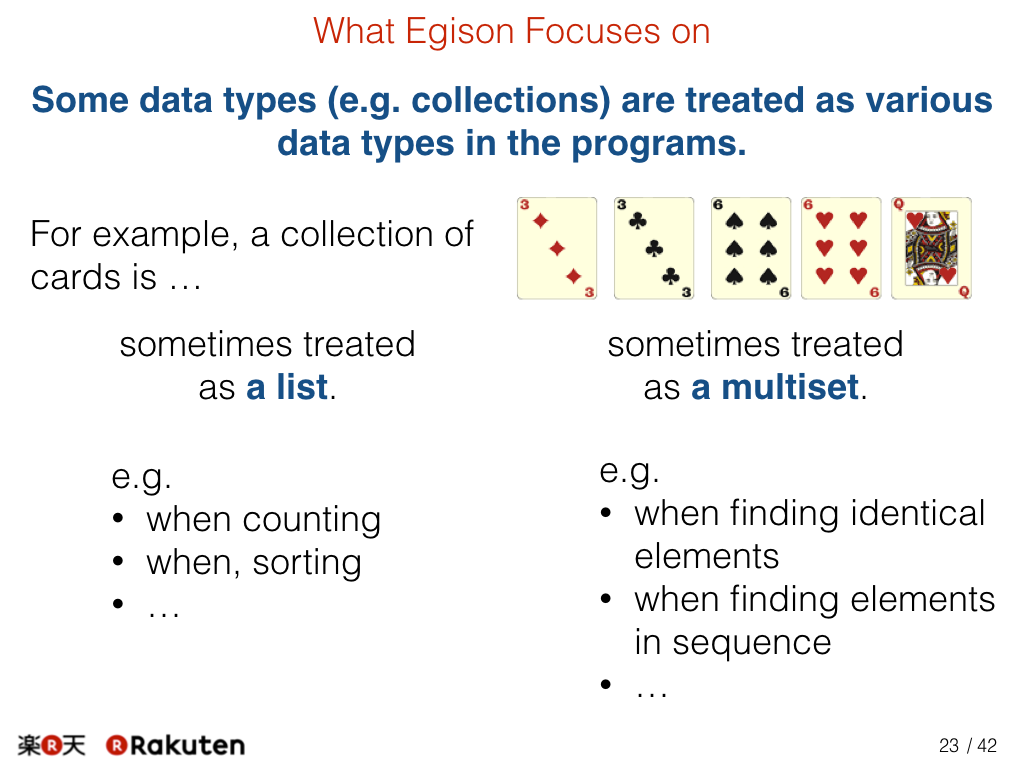 What Egison Focuses on
Some data types (e.g. collections) are treated as various
data types in the programs.
For example, a collection of
cards is …
3
3
3
3
6
6
6
6
Q
Q
sometimes treated
as a list.
e.g.
• when counting
• when, sorting
• …
sometimes treated
as a multiset.
e.g.
• when finding identical
elements
• when finding elements
in sequence
• …
楽R天 R Rakuten
23 / 42